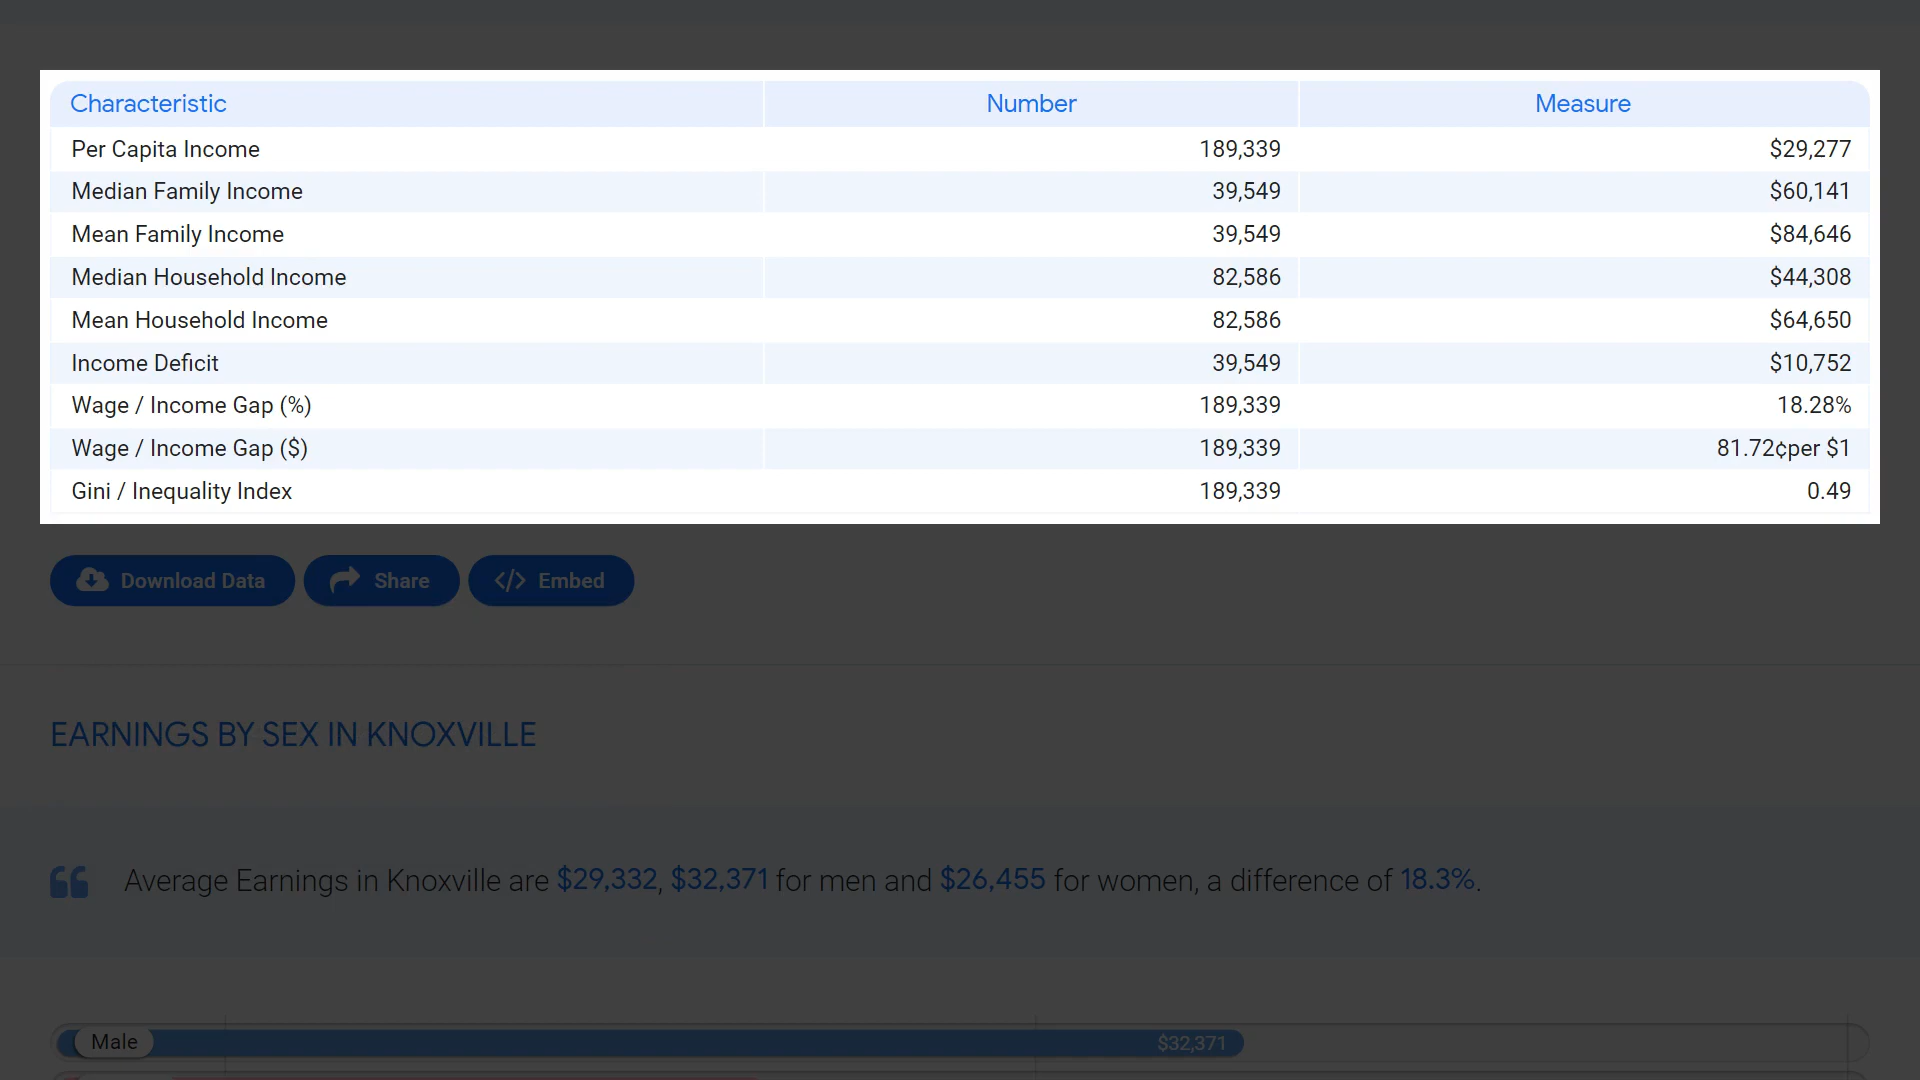 Characteristic Number Measure
Per Capita Income 189,339 $29,277
Median Family Income 39,549 $60,141
Mean Family Income 39,549 $84,646
Median Household Income 82,586 $44,308
Mean Household Income 82,586 $64,650
Income Deficit 39,549 $10,752
Wage / Income Gap (%) 189,339 18.28%
Wage / Income Gap ($) 189,339 81.72¢per $1
Gini / Inequality Index 189,339 0.49
Download Data Share </> Embed
EARNINGS BY SEX IN KNOXVILLE
Average Earnings in Knoxville are $29,332, $32,371 for men and $26,455 for women, a difference of 18.3%.
Male $32,371